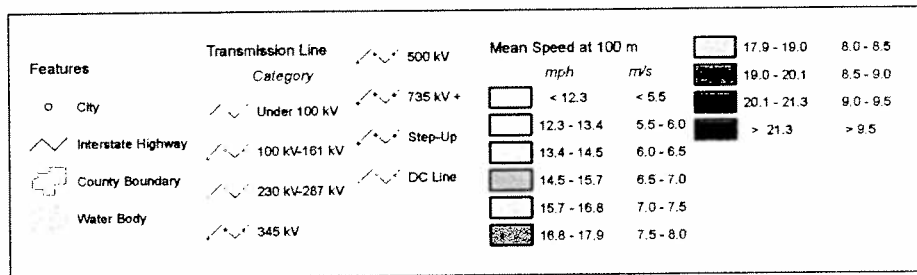 Features
City
Interstate Highway
County Boundary
Water Body
Transmission Line
Category
Under 100 kV
100 kV-161 kV
230 kV-287 kV
345 kV
500 kV
735 kV +
Step-Up
DC Line
Mean Speed at 100 m
mph m/s
< 12.3 < 5.5
12.3 - 13.4 5.5 - 6.0
13.4 - 14.5 6.0 - 6.5
14.5 - 15.7 6.5 - 7.0
15.7 - 16.8 7.0 - 7.5
16.8 - 17.9 7.5 - 8.0
17.9 - 19.0 8.0 - 8.5
19.0 - 20.1 8.5 - 9.0
20.1 - 21.3 9.0 - 9.5
> 21.3 > 9.5